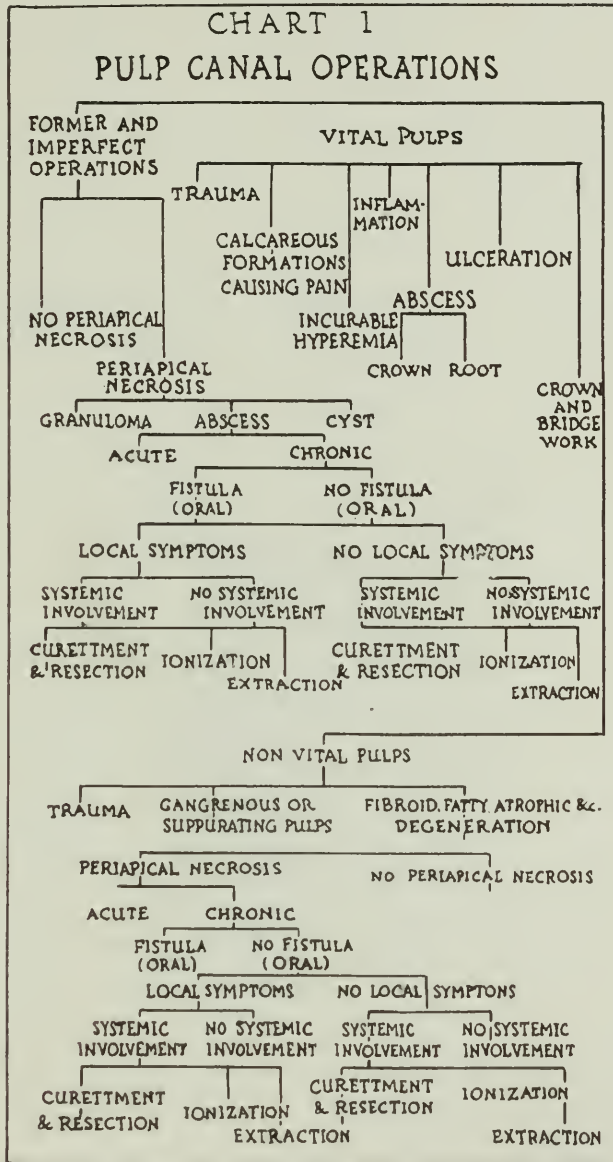 CHART 1
PULP CANAL OPERATIONS
FORMER AND
IMPERFECT
OPERATIONS
VITAL PULPS
TRAUMA
INFLAM-
MATION
CALCAREOUS
FORMATIONS
CAUSING PAIN
ULCERATION
ABSCESS
INCURABLE
HYPEREMIA
CROWN ROOT
CROWN
AND
BRIDGE
WORK
NO PERIAPICAL
NECROSIS
PERIAPICAL
NECROSIS
GRANULOMA ABSCESS CYST
ACUTE CHRONIC
FISTULA
(ORAL)
NO FISTULA
(ORAL)
LOCAL SYMPTOMS NO LOCAL SYMPTOMS
SYSTEMIC
INVOLVEMENT
NO SYSTEMIC
INVOLVEMENT
SYSTEMIC
INVOLVEMENT
NO SYSTEMIC
INVOLVEMENT
CURETTMENT
& RESECTION
IONIZATION
EXTRACTION
CURETTMENT
& RESECTION
IONIZATION
EXTRACTION
NON VITAL PULPS
TRAUMA
GANGRENOUS OR
SUPPURATING PULPS
FIBROID, FATTY, ATROPHIC &c.
DEGENERATION
PERIAPICAL NECROSIS NO PERIAPICAL NECROSIS
ACUTE CHRONIC
FISTULA
(ORAL)
NO FISTULA
(ORAL)
LOCAL SYMPTOMS NO LOCAL SYMPTONS
SYSTEMIC
INVOLVEMENT
NO SYSTEMIC
INVOLVEMENT
SYSTEMIC
INVOLVEMENT
NO SYSTEMIC
INVOLVEMENT
CURETTMENT
& RESECTION
IONIZATION
EXTRACTION
CURETTMENT
& RESECTION
IONIZATION
EXTRACTION